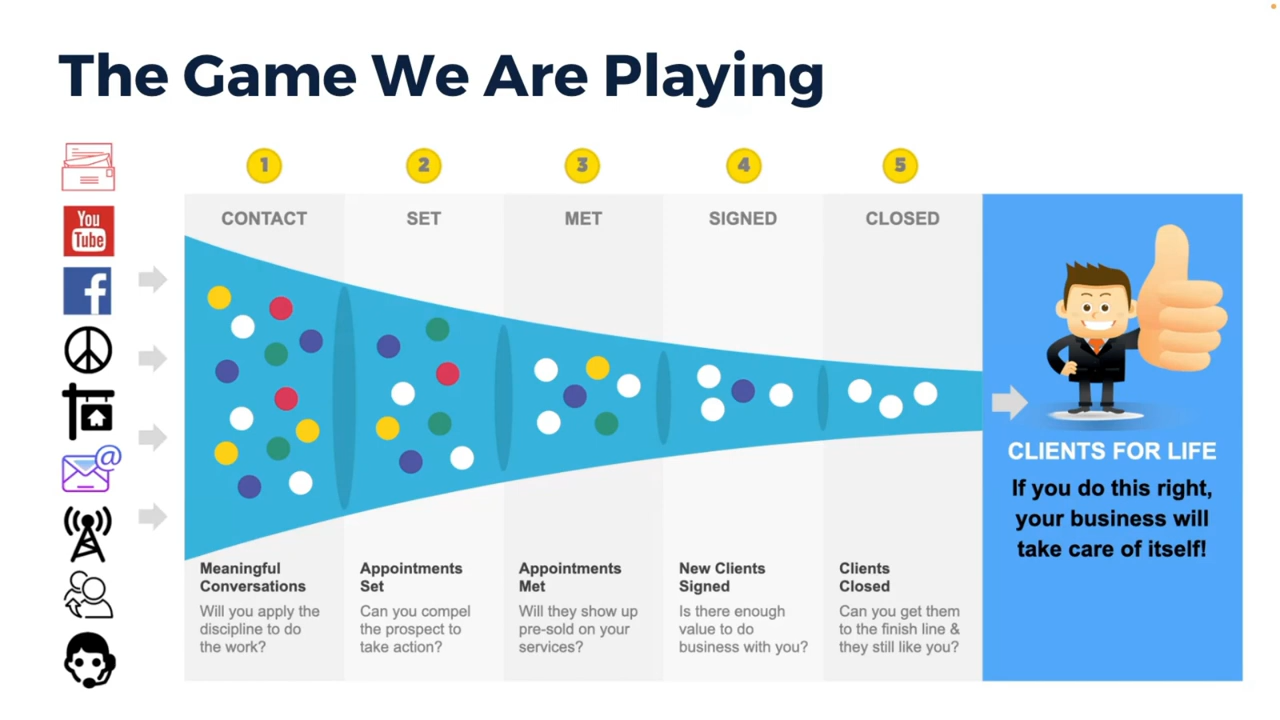 The Game We Are Playing
1
2
3
4
5
CONTACT
SET
MET
SIGNED
CLOSED
You
Tube
f
@
Meaningful
Conversations
Will you apply the
discipline to do
the work?
Appointments
Set
Can you compel
the prospect to
take action?
Appointments
Met
Will they show up
pre-sold on your
services?
New Clients
Signed
Is there enough
value to do
business with you?
Clients
Closed
Can you get them
to the finish line &
they still like you?
CLIENTS FOR LIFE
If you do this right,
your business will
take care of itself!